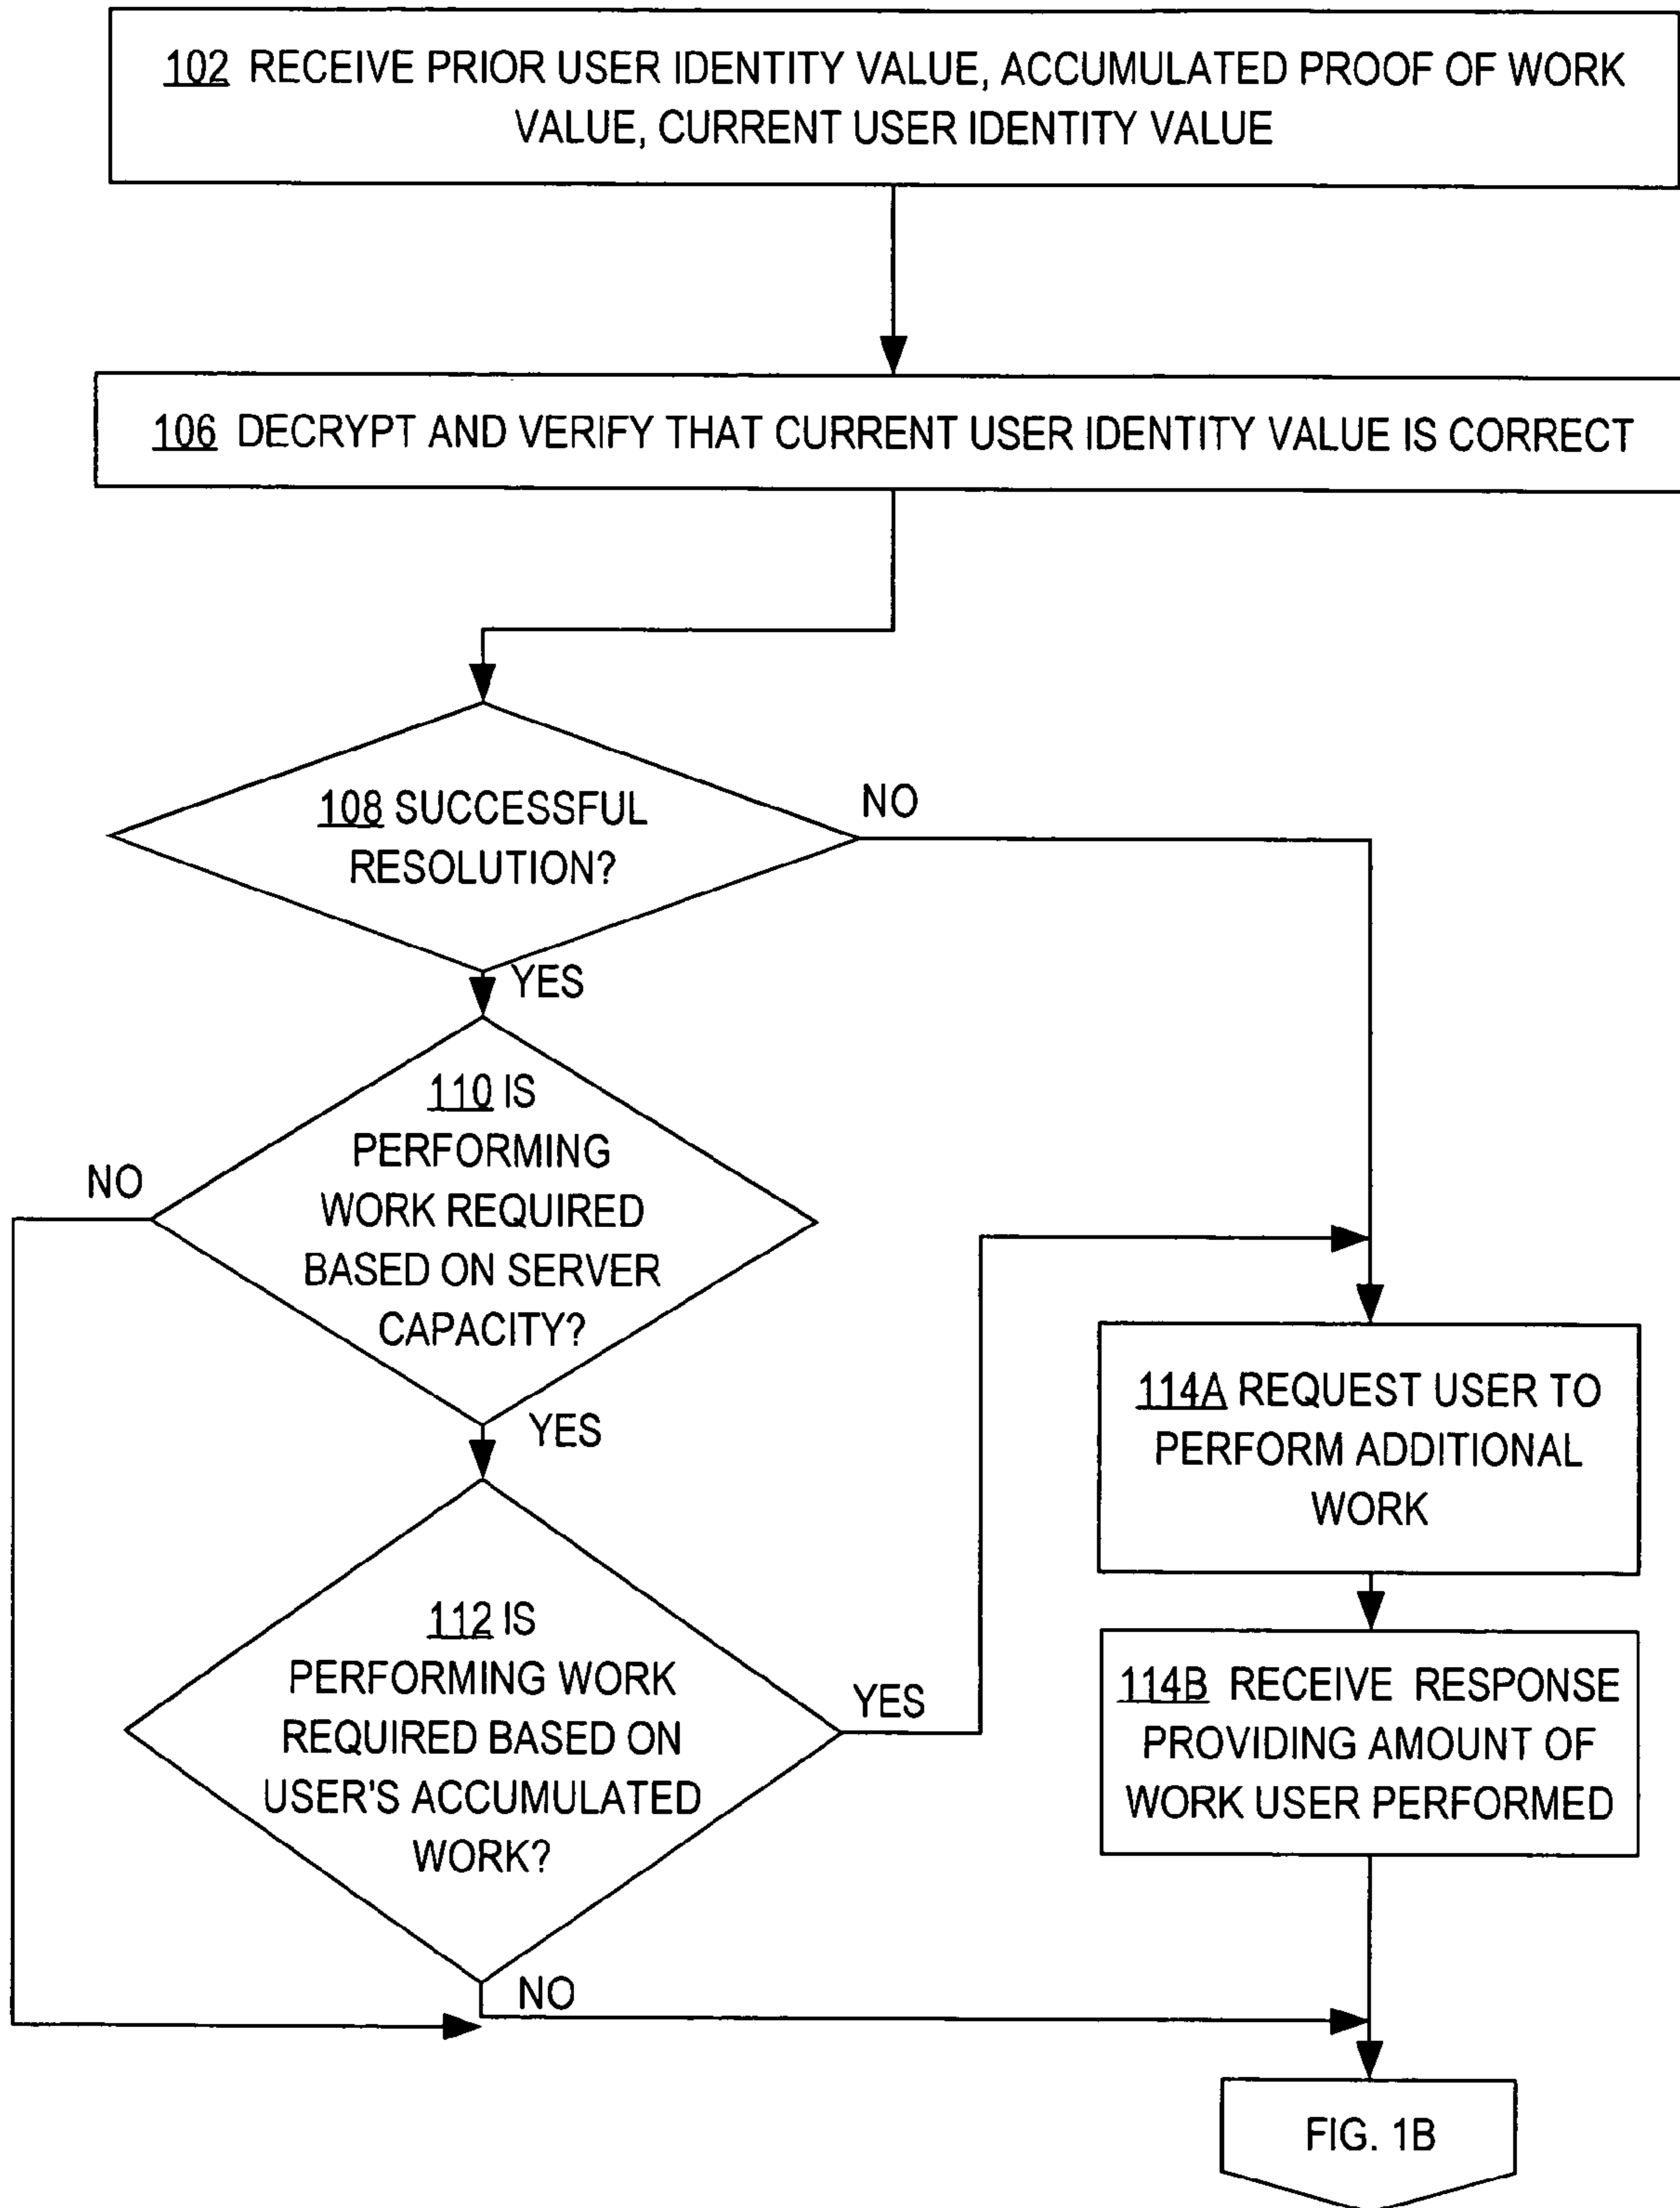 102 RECEIVE PRIOR USER IDENTITY VALUE, ACCUMULATED PROOF OF WORK
VALUE, CURRENT USER IDENTITY VALUE
106 DECRYPT AND VERIFY THAT CURRENT USER IDENTITY VALUE IS CORRECT
108 SUCCESSFUL
RESOLUTION?
NO
YES
110 IS
PERFORMING
WORK REQUIRED
BASED ON SERVER
CAPACITY?
NO
YES
112 IS
PERFORMING WORK
REQUIRED BASED ON
USER'S ACCUMULATED
WORK?
YES
NO
114A REQUEST USER TO
PERFORM ADDITIONAL
WORK
114B RECEIVE RESPONSE
PROVIDING AMOUNT OF
WORK USER PERFORMED
FIG. 1B